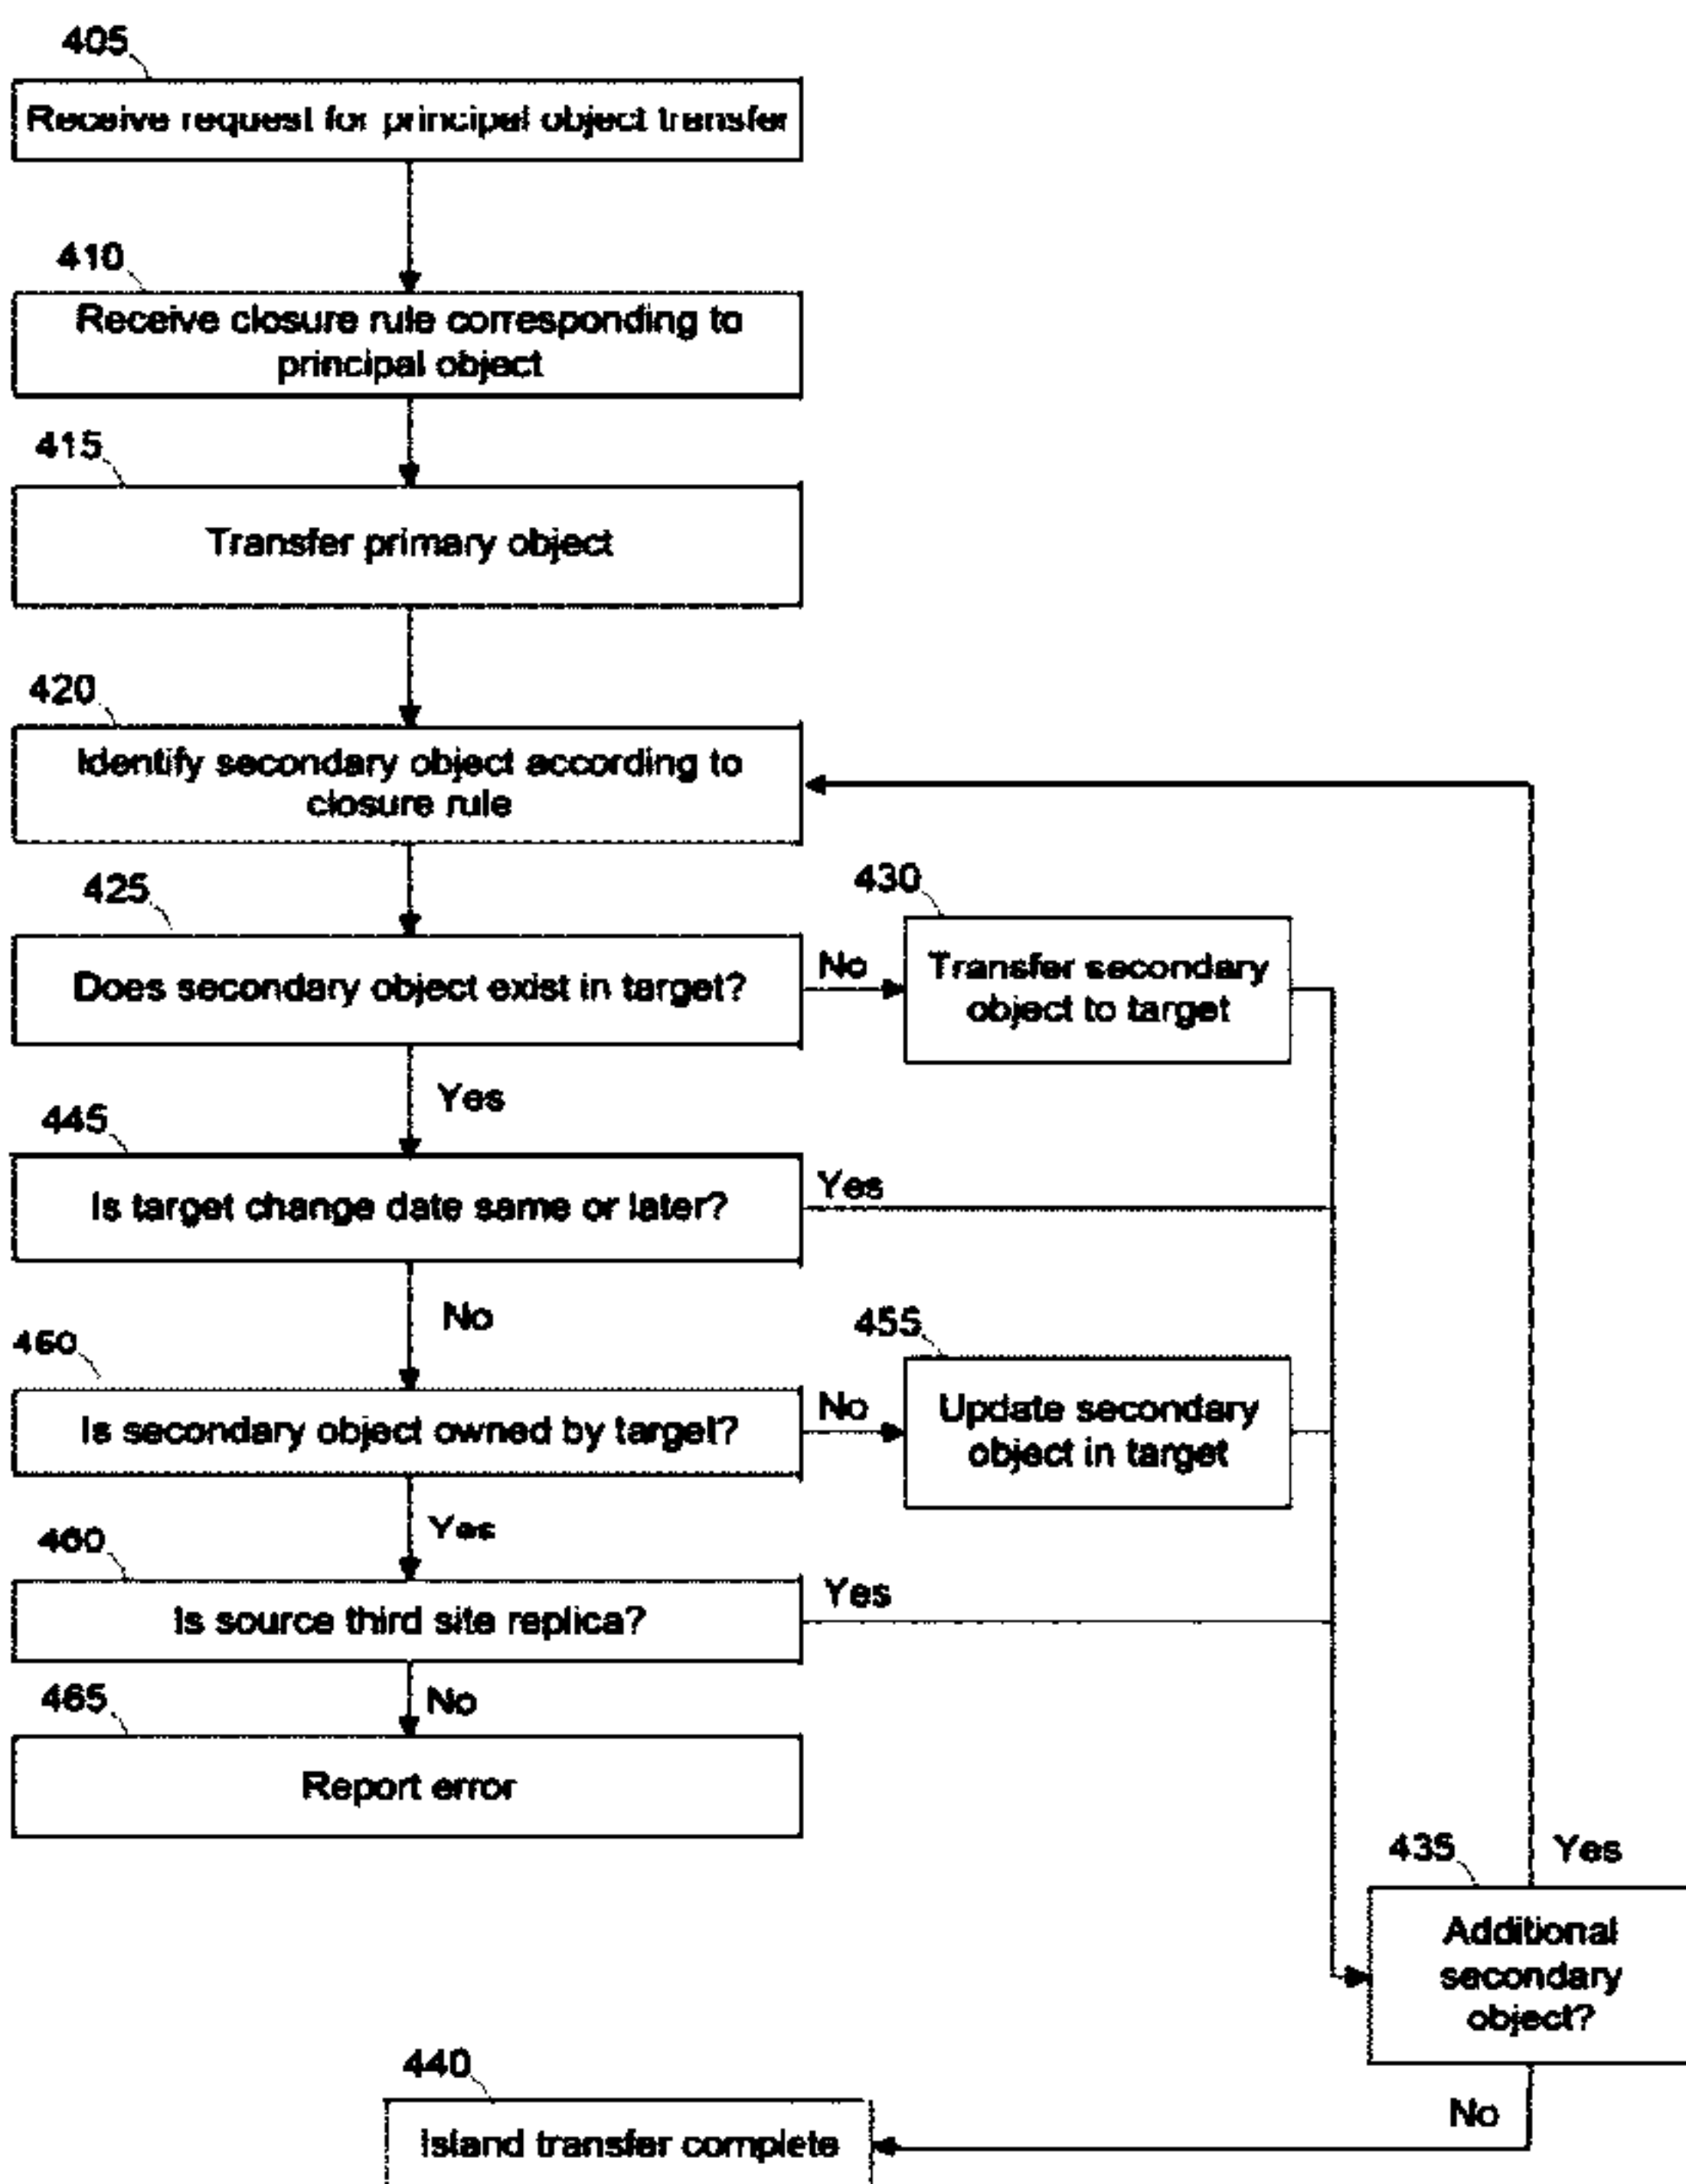 405
Receive request for principal object transfer
410
Receive closure rule corresponding to
principal object
415
Transfer primary object
420
Identify secondary object according to
closure rule
425
Does secondary object exist in target?
No
430
Transfer secondary
object to target
Yes
445
Is target change date same or later?
Yes
No
450
Is secondary object owned by target?
No
455
Update secondary
object in target
Yes
460
Is source third site replica?
Yes
No
465
Report error
435
Yes
Additional
secondary
object?
No
440
Island transfer complete